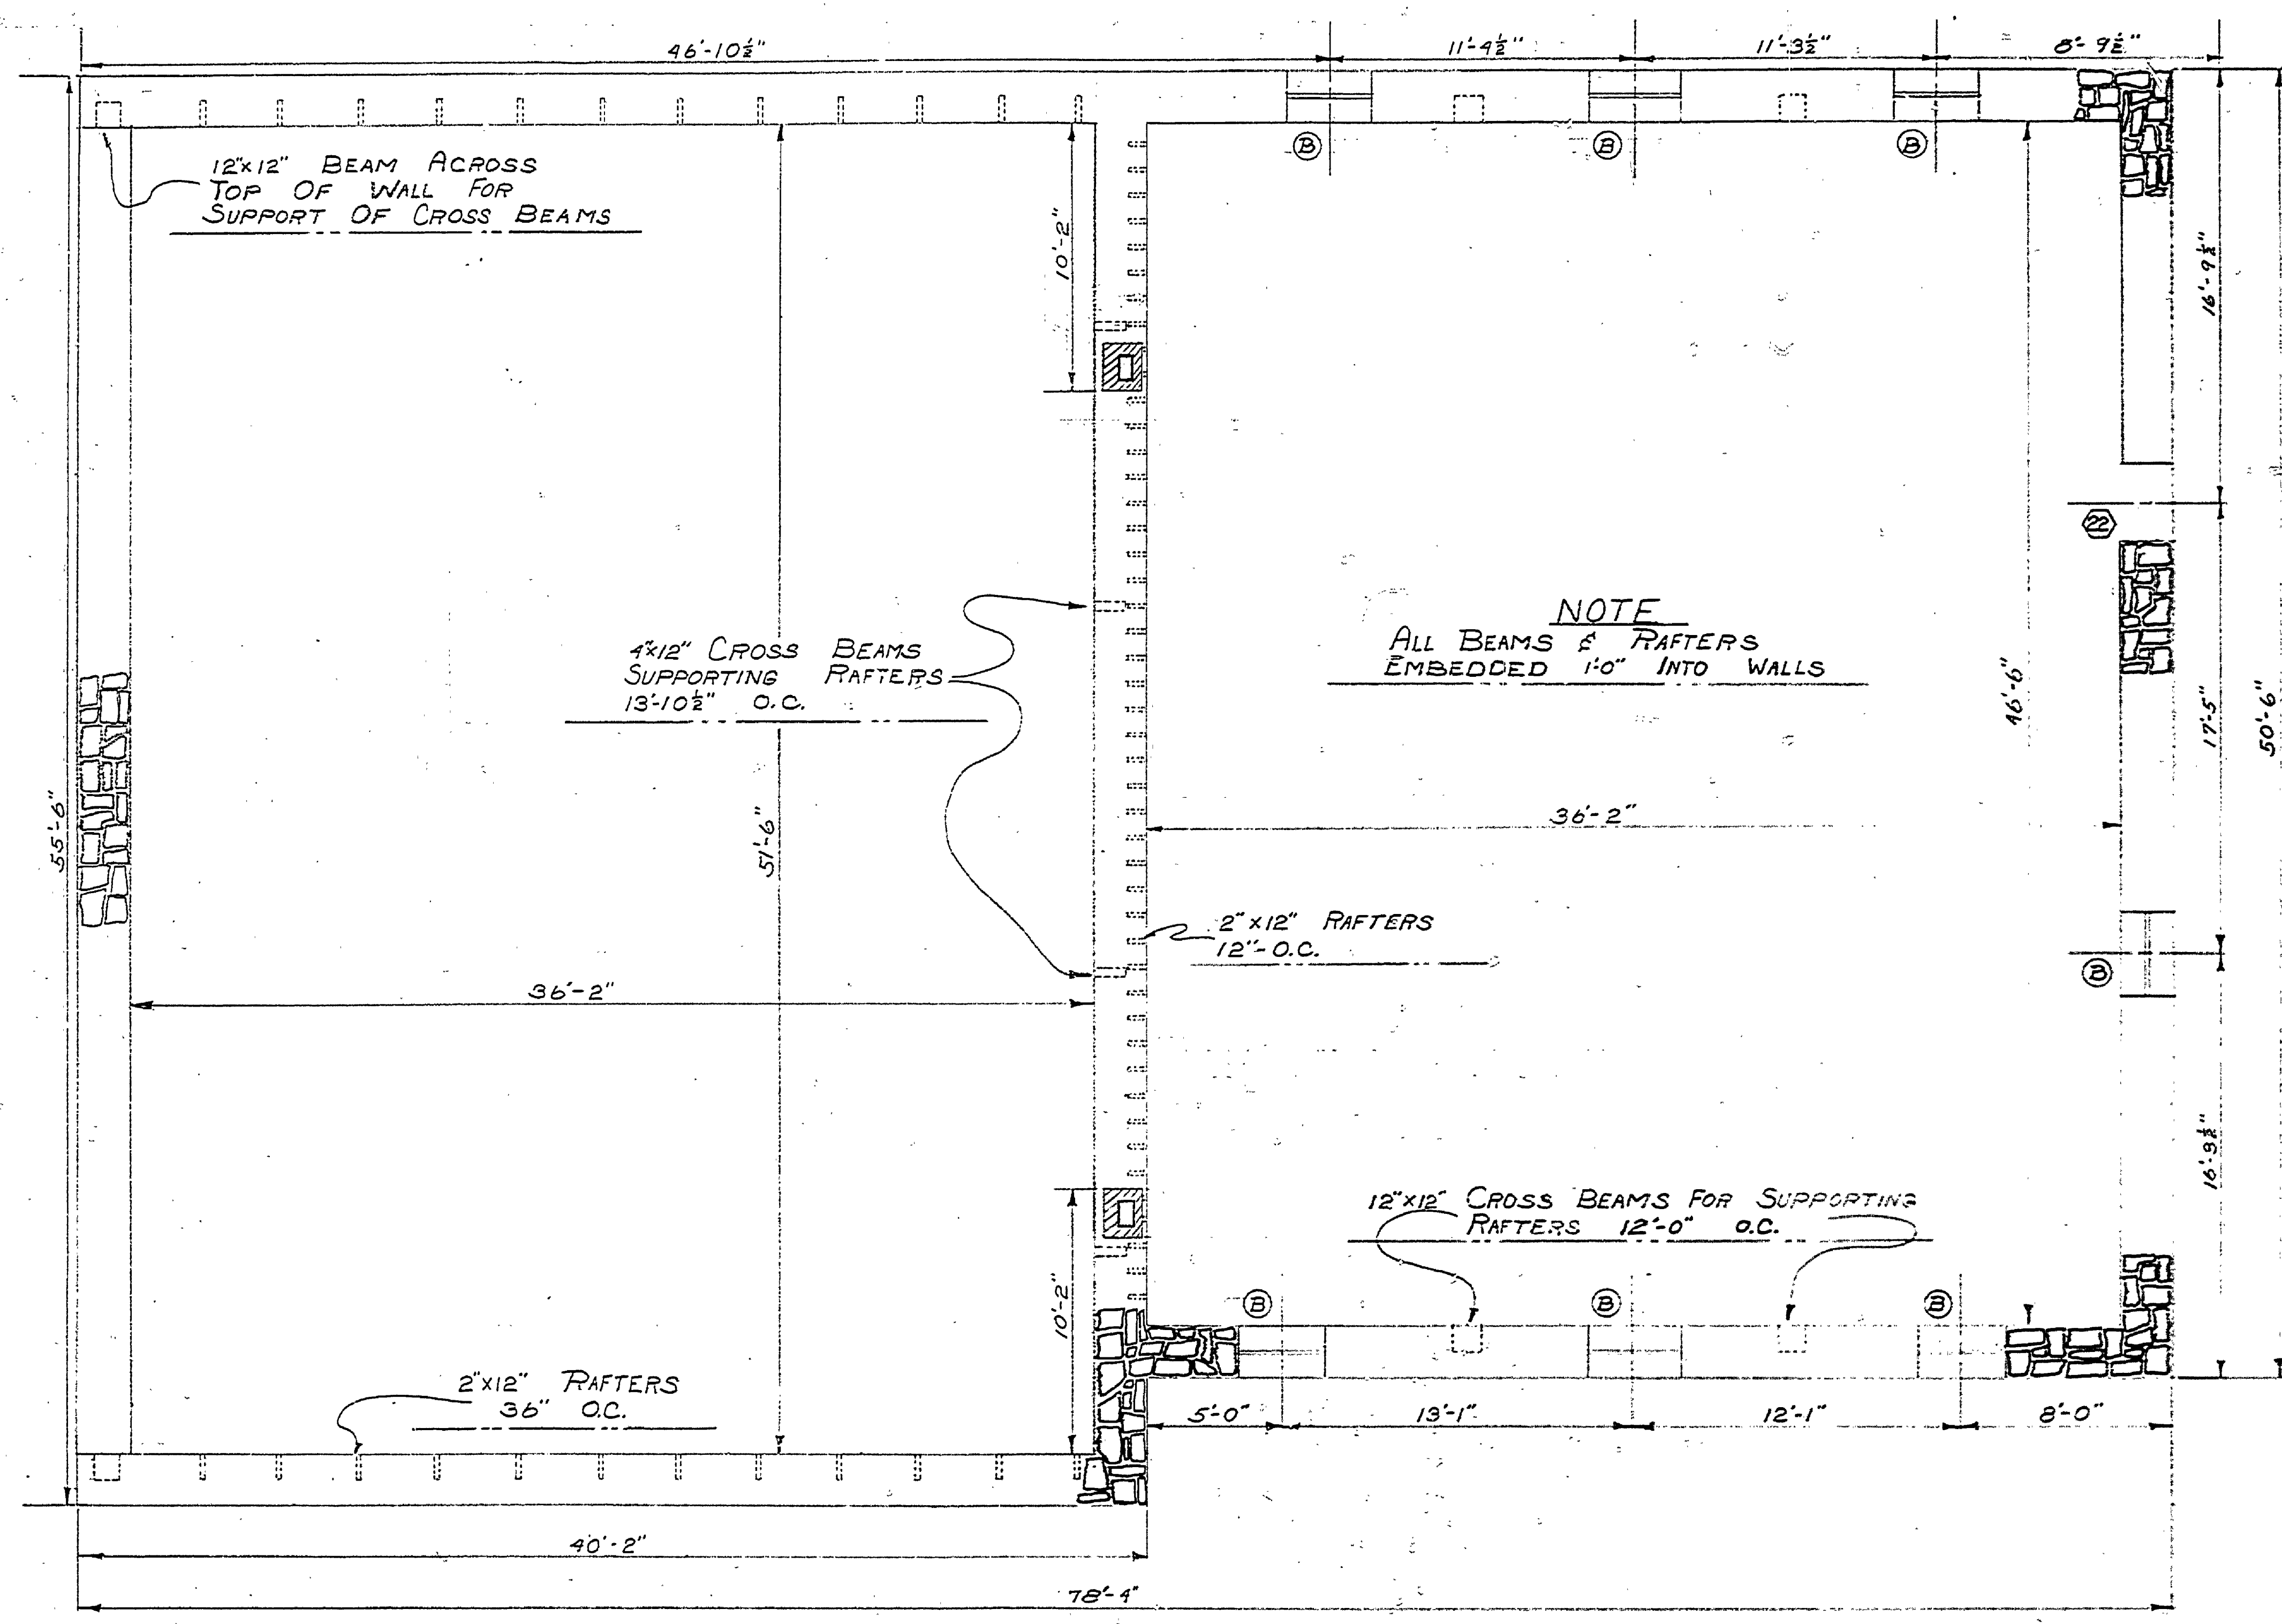 46'-10½"
11'-4½"
11'-3½"
8'-9½"
B
B
B
12"x12" BEAM ACROSS
TOP OF WALL FOR
SUPPORT OF CROSS BEAMS
10'-2"
16'-9½"
22
NOTE
ALL BEAMS & RAFTERS
EMBEDDED 1'-0" INTO WALLS
4"x12" CROSS BEAMS
SUPPORTING RAFTERS
13'-10½" O.C.
46'-6"
17'-5"
50'-6"
55'-6"
51'-6"
36'-2"
2"x12" RAFTERS
12"-O.C.
B
36'-2"
12"x12" CROSS BEAMS FOR SUPPORTING
RAFTERS 12'-0" O.C.
10'-2"
B
B
B
2"x12" RAFTERS
36" O.C.
5'-0"
13'-1"
12'-1"
8'-0"
40'-2"
78'-4"